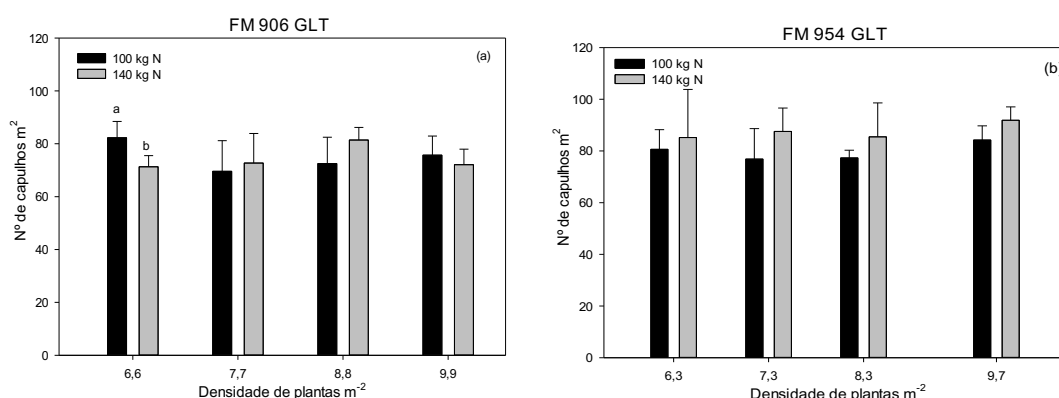 FM 906 GLT
120
100
80
60
40
20
0
Nº de capulhos m²
100 kg N
140 kg N
(a)
a
b
6,6
7,7
8,8
9,9
Densidade de plantas m⁻²
FM 954 GLT
120
100
80
60
40
20
0
Nº de capulhos m²
100 kg N
140 kg N
(b)
6,3
7,3
8,3
9,7
Densidade de plantas m⁻²